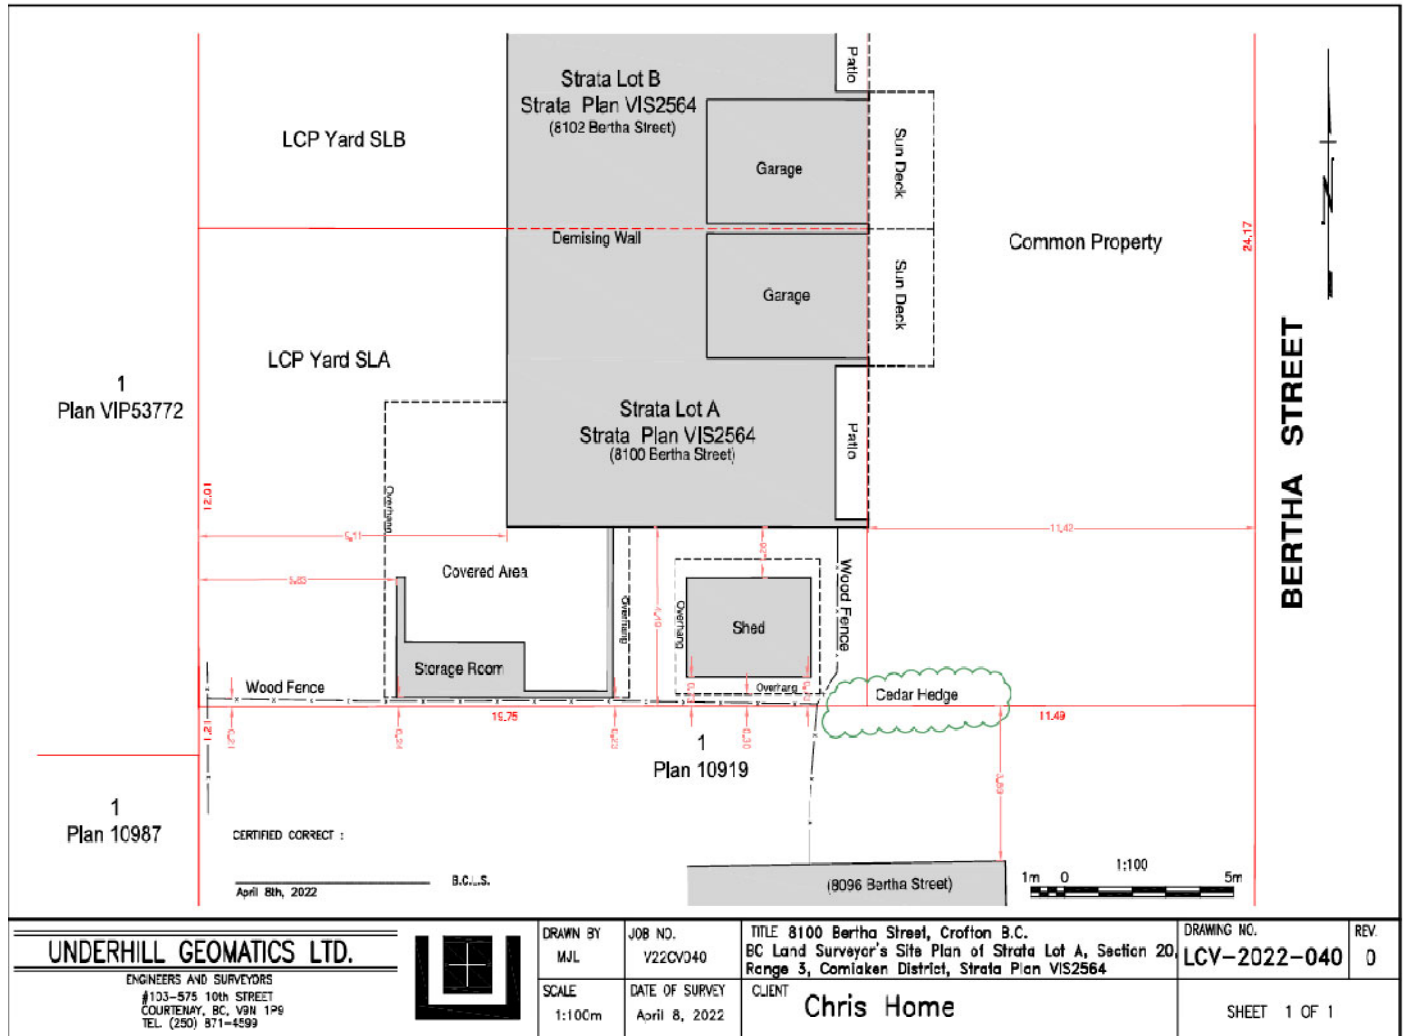 Strata Lot B
Strata Plan VIS2564
(8102 Bertha Street)
Patio
LCP Yard SLB
Garage
Sun Deck
N
Demising Wall
Common Property
24.17
Garage
Sun Deck
LCP Yard SLA
1
Plan VIP53772
Strata Lot A
Strata Plan VIS2564
(8100 Bertha Street)
Patio
BERTHA STREET
12.01
Overhang
11.42
Covered Area
Wood Fence
Overhang
Overhang
Shed
Storage Room
Wood Fence
Overhang
Cedar Hedge
1.21
19.75
11.49
1
Plan 10919
1
Plan 10987
CERTIFIED CORRECT :
B.C.L.S.
April 8th, 2022
(8096 Bertha Street)
1:100
1m 0 5m
UNDERHILL GEOMATICS LTD.
ENGINEERS AND SURVEYORS
#103-575 10th STREET
COURTENAY, BC, V9N 1P9
TEL. (250) 871-4599
DRAWN BY
MJL
JOB NO.
V22CV040
TITLE 8100 Bertha Street, Crofton B.C.
BC Land Surveyor's Site Plan of Strata Lot A, Section 20,
Range 3, Comiaken District, Strata Plan VIS2564
DRAWING NO.
LCV-2022-040
REV.
0
SCALE
1:100m
DATE OF SURVEY
April 8, 2022
CLIENT
Chris Home
SHEET 1 OF 1